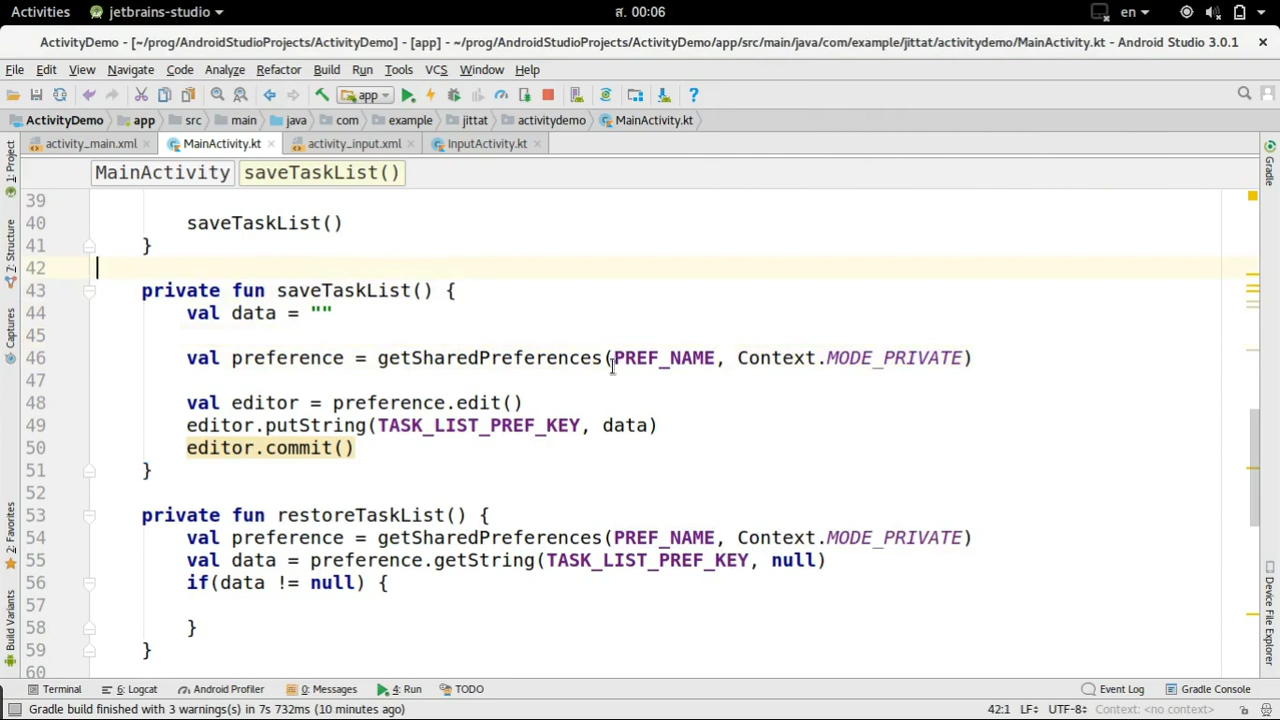 Activities jetbrains-studio ส. 00:06 en
ActivityDemo - [~/prog/AndroidStudioProjects/ActivityDemo] - [app] - ~/prog/AndroidStudioProjects/ActivityDemo/app/src/main/java/com/example/jittat/activitydemo/MainActivity.kt - Android Studio 3.0.1
File Edit View Navigate Code Analyze Refactor Build Run Tools VCS Window Help
app
ActivityDemo app src main java com example jittat activitydemo MainActivity.kt
activity_main.xml MainActivity.kt activity_input.xml InputActivity.kt
MainActivity saveTaskList()
39
40 saveTaskList()
41 }
42
43 private fun saveTaskList() {
44 val data = ""
45
46 val preference = getSharedPreferences(PREF_NAME, Context.MODE_PRIVATE)
47
48 val editor = preference.edit()
49 editor.putString(TASK_LIST_PREF_KEY, data)
50 editor.commit()
51 }
52
53 private fun restoreTaskList() {
54 val preference = getSharedPreferences(PREF_NAME, Context.MODE_PRIVATE)
55 val data = preference.getString(TASK_LIST_PREF_KEY, null)
56 if(data != null) {
57
58 }
59 }
60
1: Project
7: Structure
Captures
2: Favorites
Build Variants
Gradle
Device File Explorer
Terminal 6: Logcat Android Profiler 0: Messages 4: Run TODO Event Log Gradle Console
Gradle build finished with 3 warnings(s) in 7s 732ms (10 minutes ago) 42:1 LF÷ UTF-8÷ Context: <no context>